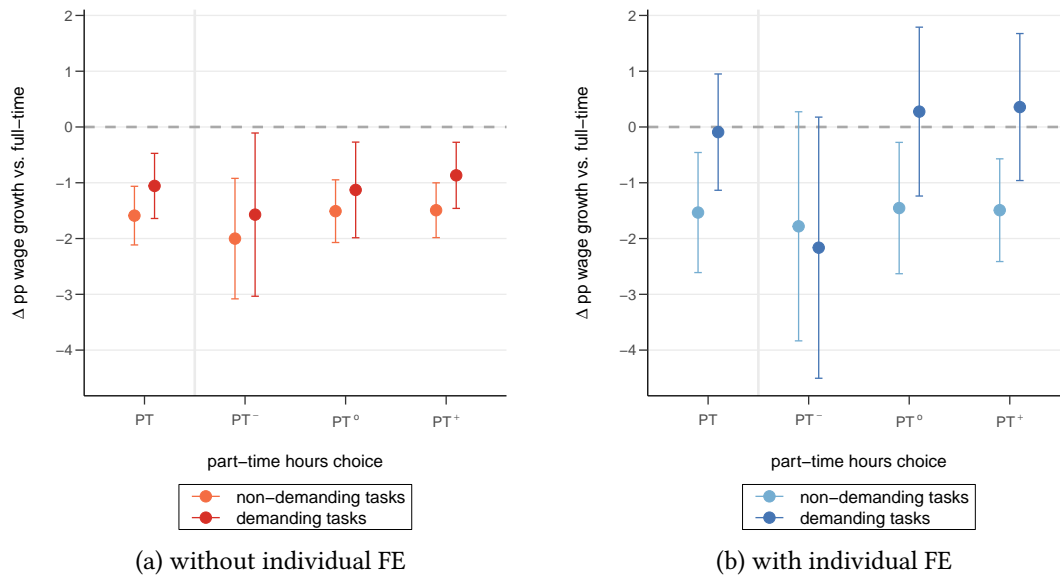 2
1
0
−1
−2
−3
−4
Δ pp wage growth vs. full−time
PT
PT⁻
PT°
PT⁺
part−time hours choice
non−demanding tasks
demanding tasks
(a) without individual FE
2
1
0
−1
−2
−3
−4
Δ pp wage growth vs. full−time
PT
PT⁻
PT°
PT⁺
part−time hours choice
non−demanding tasks
demanding tasks
(b) with individual FE